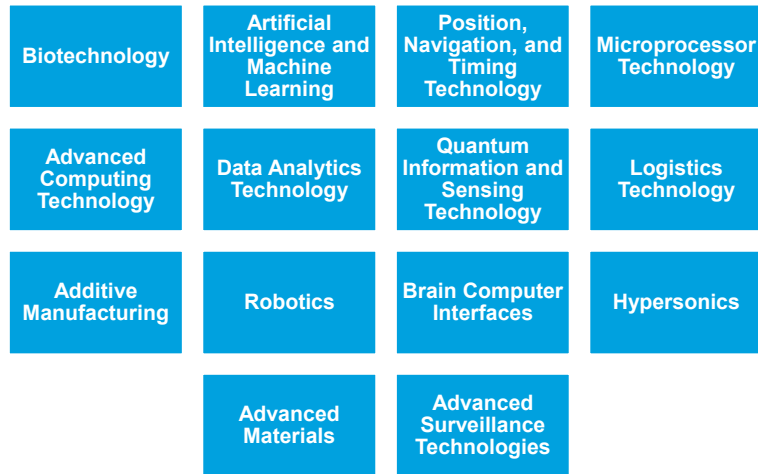 Biotechnology
Artificial
Intelligence and
Machine
Learning
Position,
Navigation, and
Timing
Technology
Microprocessor
Technology
Advanced
Computing
Technology
Data Analytics
Technology
Quantum
Information and
Sensing
Technology
Logistics
Technology
Additive
Manufacturing
Robotics
Brain Computer
Interfaces
Hypersonics
Advanced
Materials
Advanced
Surveillance
Technologies